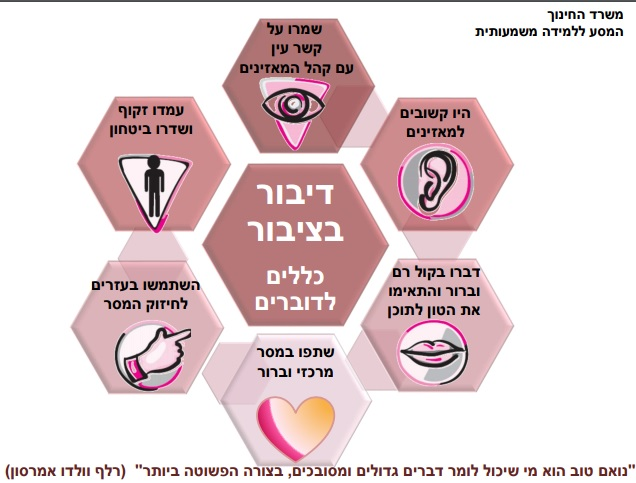 משרד החינוך
המסע ללמידה משמעותית
שמרו על
קשר עין
עם קהל המאזינים
היו קשובים
למאזינים
דברו בקול רם
וברור והתאימו
את הטון לתוכן
שתפו במסר
מרכזי וברור
השתמשו בעזרים
לחיזוק המסר
עמדו זקוף
ושדרו ביטחון
דיבור
בציבור
כללים
לדוברים
"נואם טוב הוא מי שיכול לומר דברים גדולים ומסובכים, בצורה הפשוטה ביותר" (רלף וולדו אמרסון)